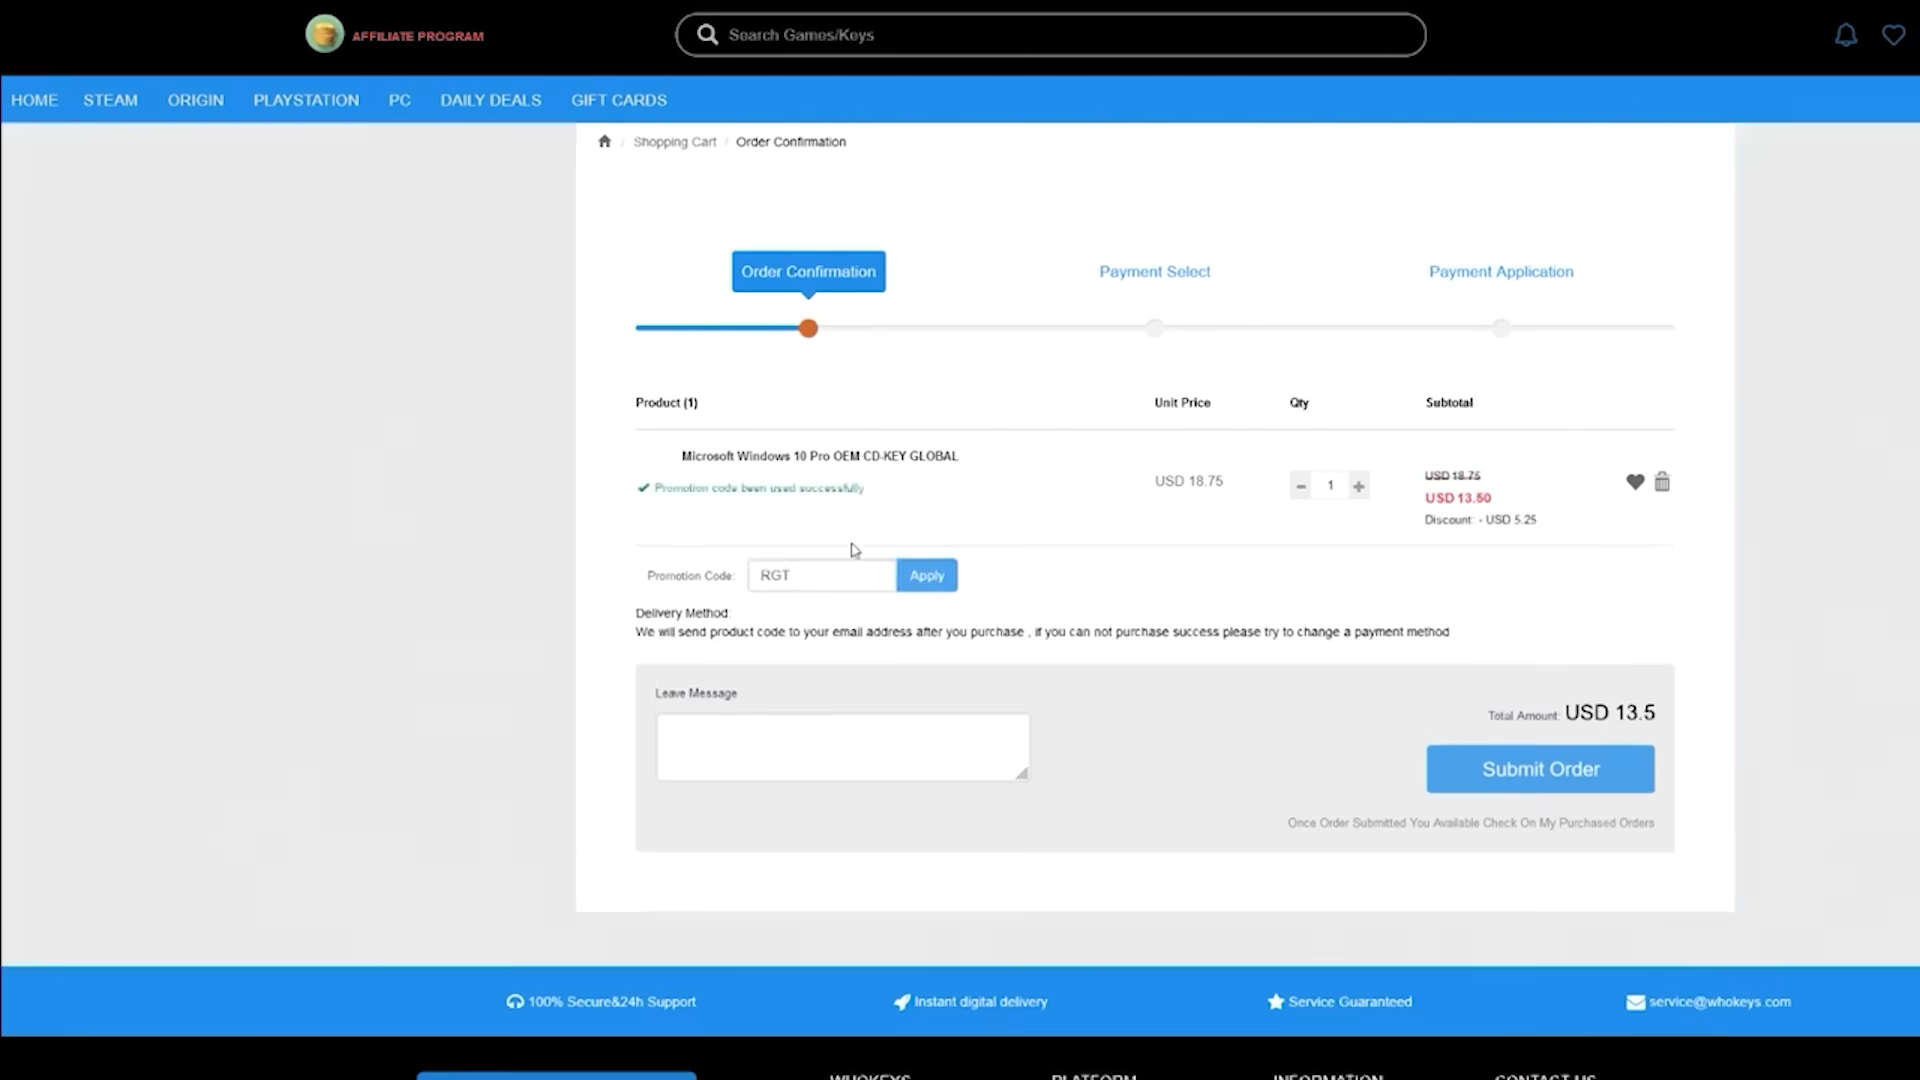 AFFILIATE PROGRAM
Search Games/Keys
HOME STEAM ORIGIN PLAYSTATION PC DAILY DEALS GIFT CARDS
/ Shopping Cart / Order Confirmation
Order Confirmation Payment Select Payment Application
Product (1) Unit Price Qty Subtotal
Microsoft Windows 10 Pro OEM CD-KEY GLOBAL
Promotion code been used successfully
USD 18.75
- 1 +
USD 18.75
USD 13.50
Discount: - USD 5.25
Promotion Code: RGT Apply
Delivery Method:
We will send product code to your email address after you purchase , if you can not purchase success please try to change a payment method
Leave Message
Total Amount: USD 13.5
Submit Order
Once Order Submitted You Available Check On My Purchased Orders
100% Secure&24h Support Instant digital delivery Service Guaranteed service@whokeys.com
WHOKEYS PLATFORM INFORMATION CONTACT US